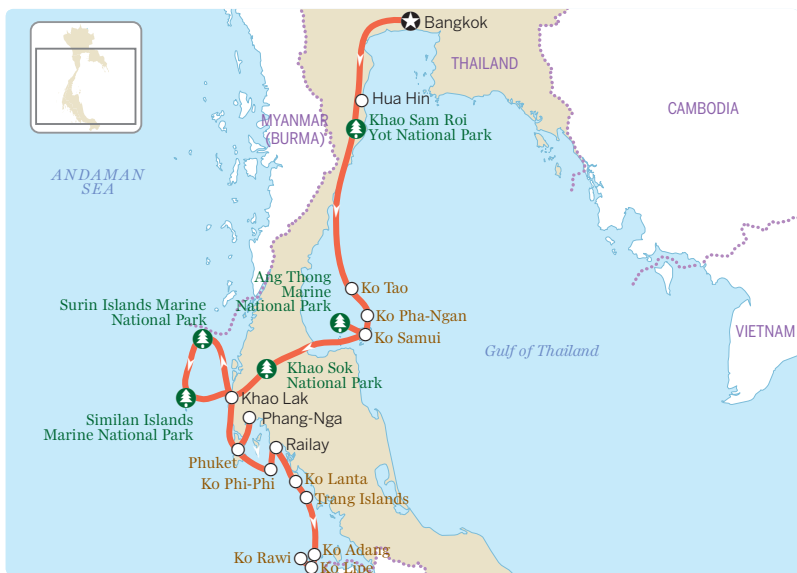 Bangkok
THAILAND
CAMBODIA
Hua Hin
MYANMAR
(BURMA)
Khao Sam Roi
Yot National Park
ANDAMAN
SEA
Ang Thong
Marine
National Park
Ko Tao
Surin Islands Marine
National Park
Ko Pha-Ngan
Ko Samui
VIETNAM
Gulf of Thailand
Khao Sok
National Park
Khao Lak
Similan Islands
Marine National Park
Phang-Nga
Railay
Phuket
Ko Phi-Phi
Ko Lanta
Trang Islands
Ko Adang
Ko Rawi
Ko Lipe